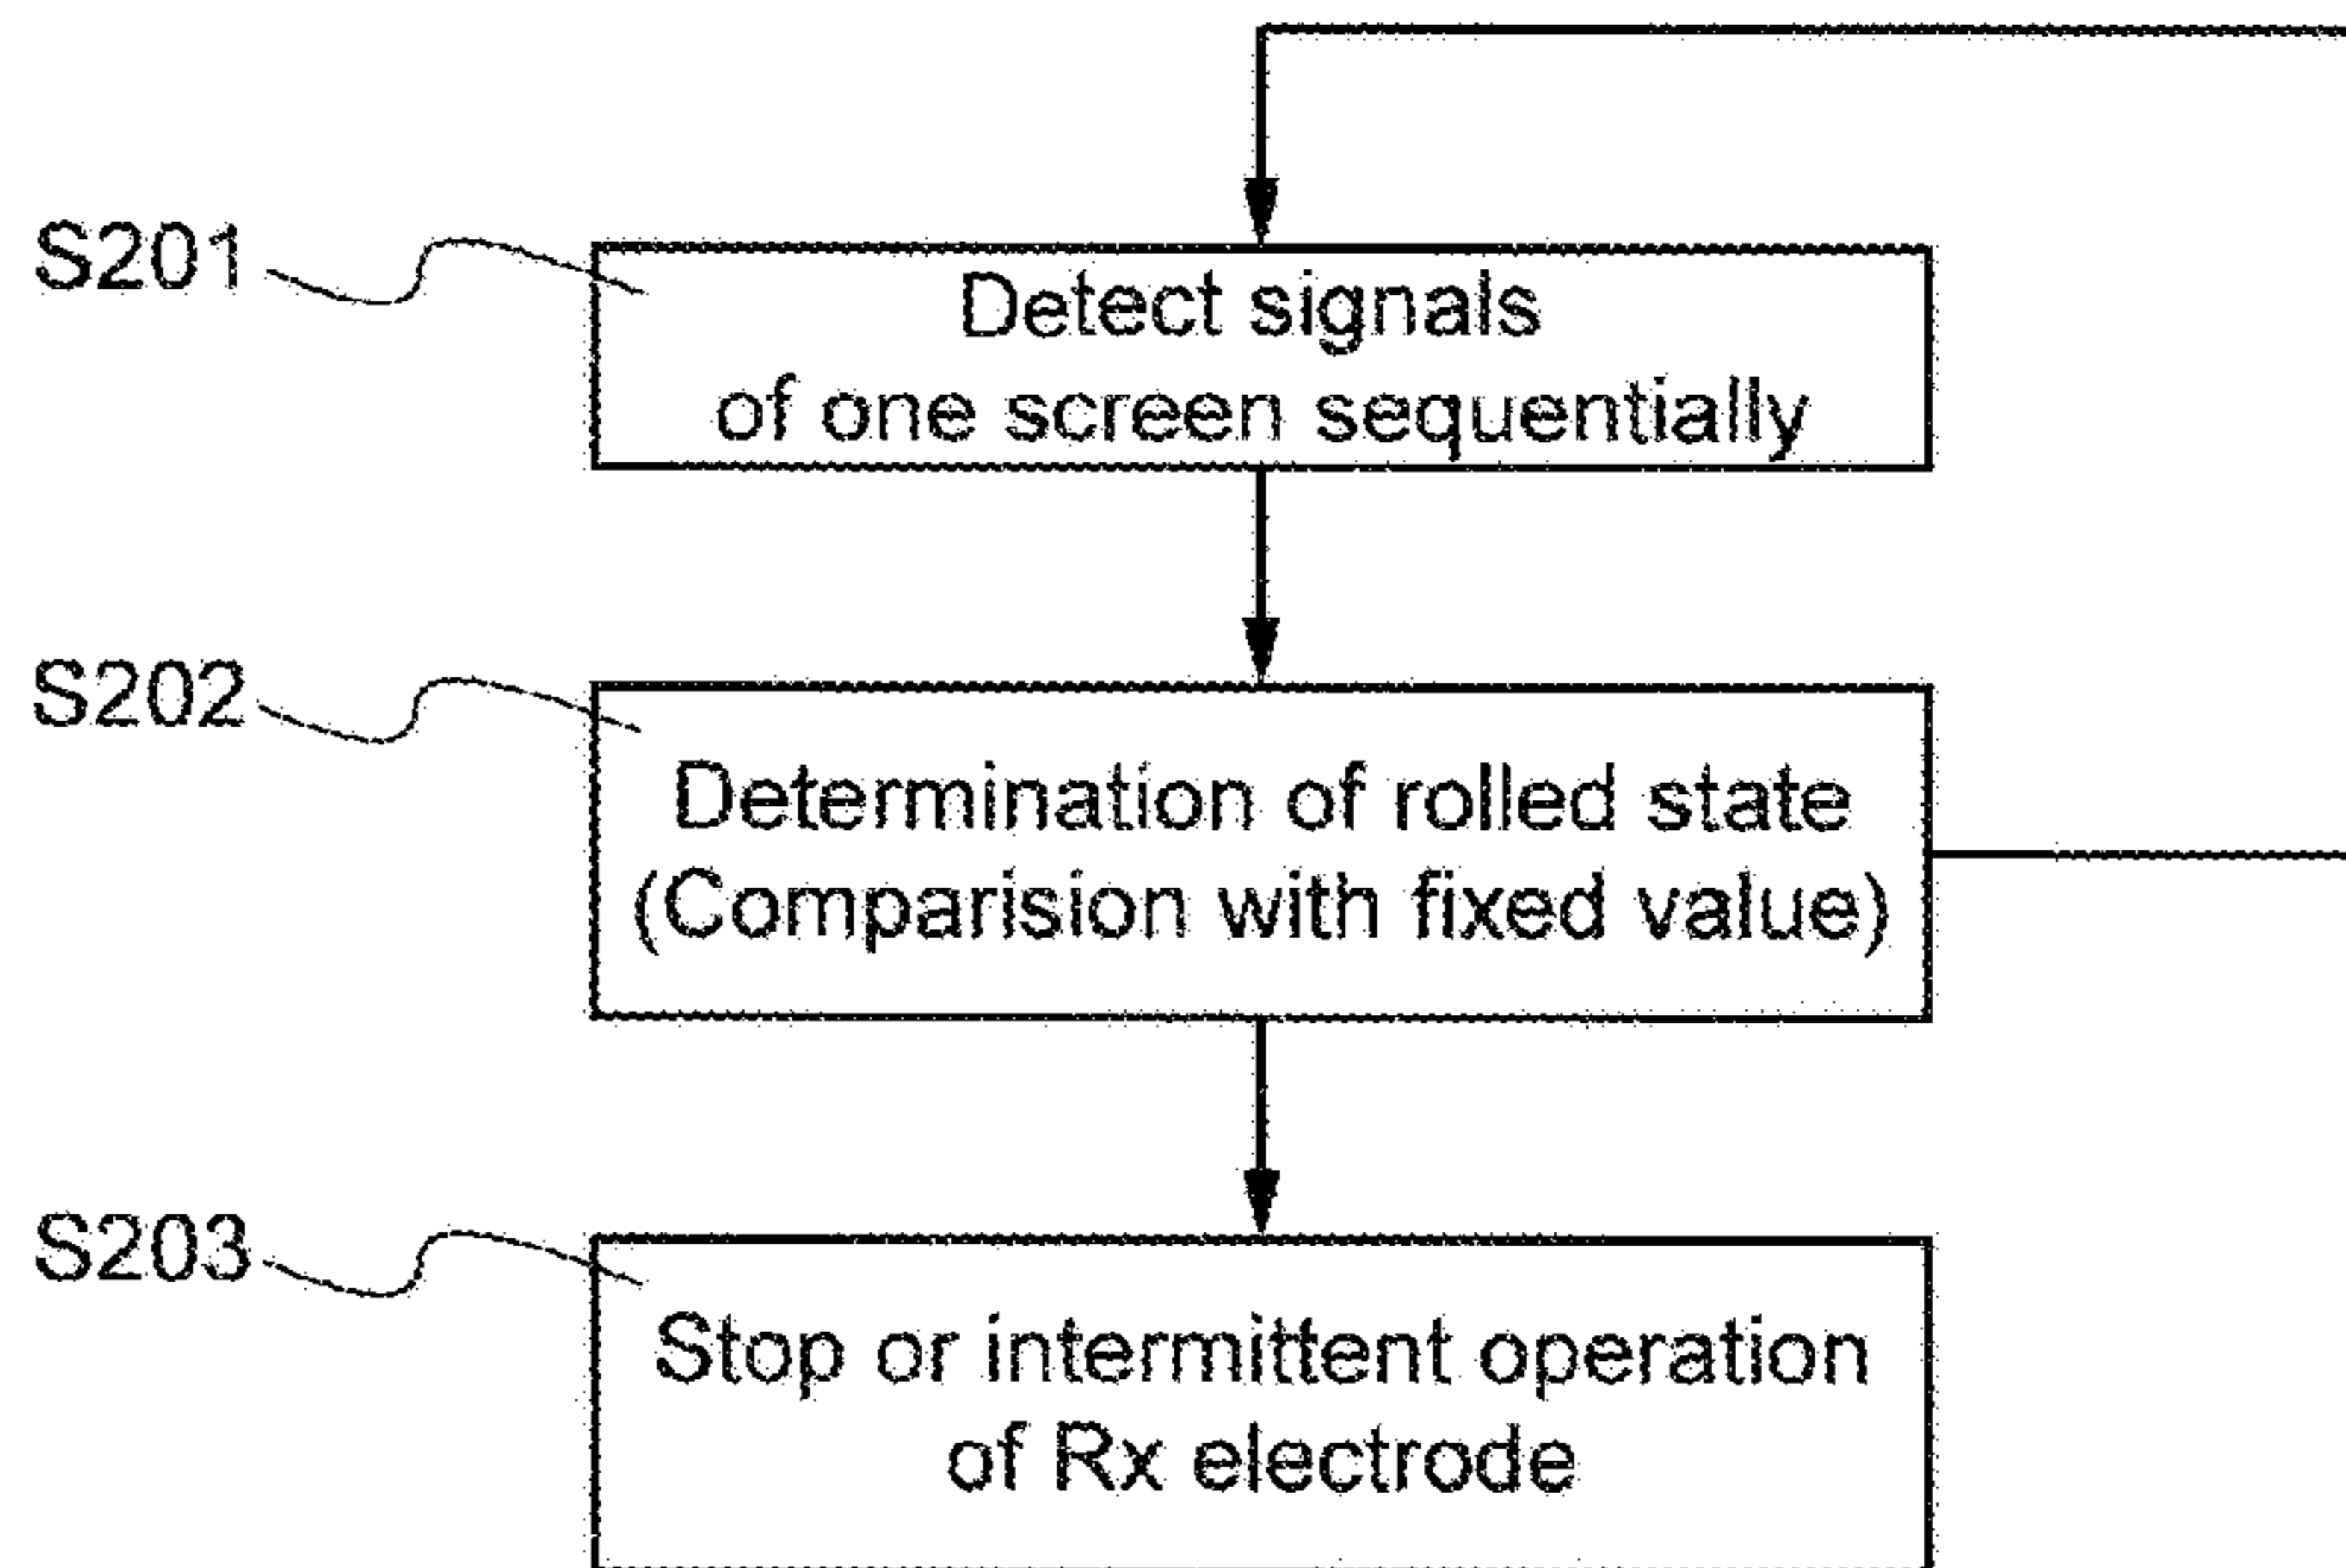 S201
Detect signals
of one screen sequentially
S202
Determination of rolled state
(Comparision with fixed value)
S203
Stop or intermittent operation
of Rx electrode